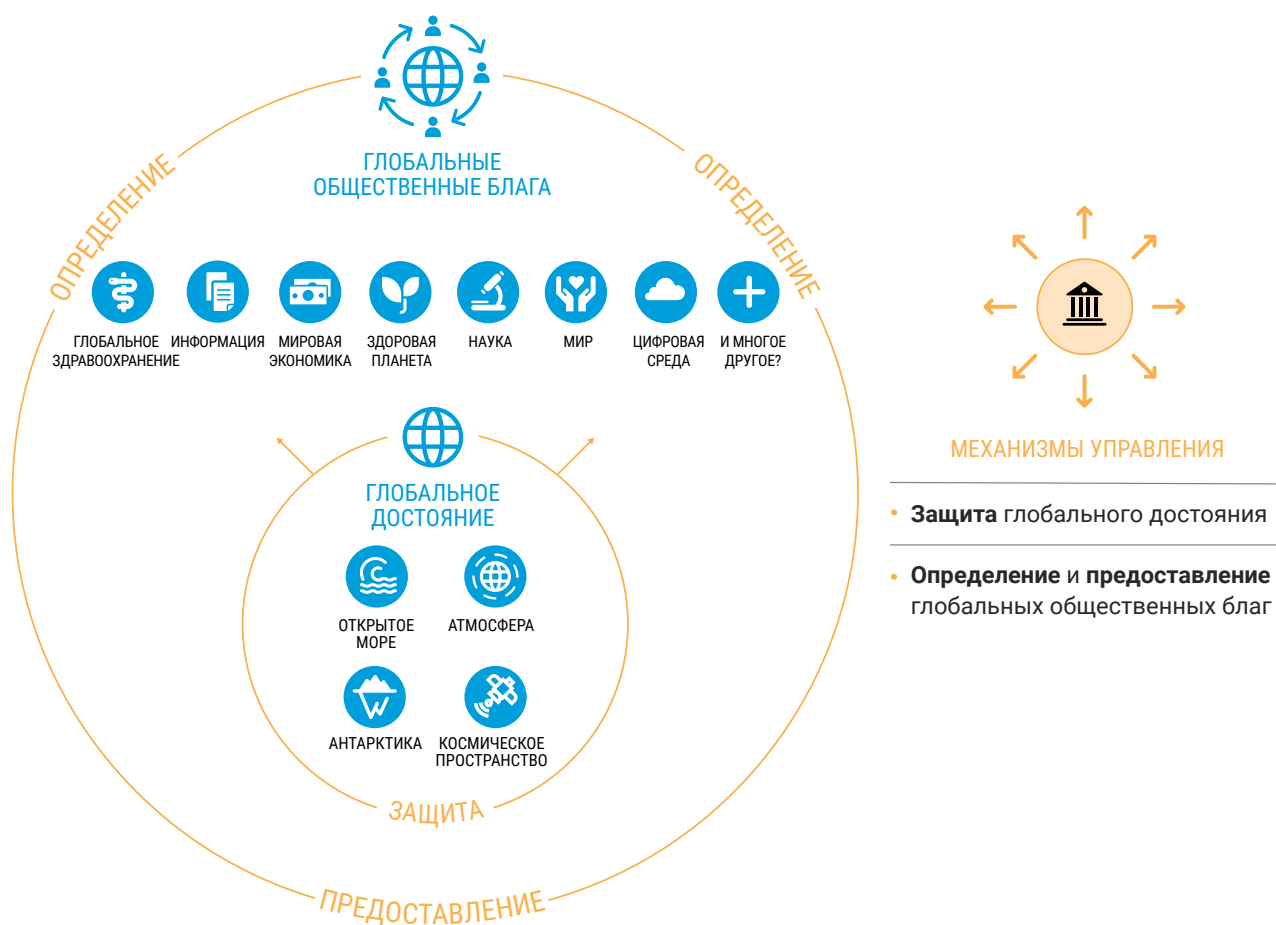 ГЛОБАЛЬНЫЕ
ОБЩЕСТВЕННЫЕ БЛАГА
ОПРЕДЕЛЕНИЕ
ОПРЕДЕЛЕНИЕ
ГЛОБАЛЬНОЕ
ЗДРАВООХРАНЕНИЕ
ИНФОРМАЦИЯ
МИРОВАЯ
ЭКОНОМИКА
ЗДОРОВАЯ
ПЛАНЕТА
НАУКА
МИР
ЦИФРОВАЯ
СРЕДА
И МНОГОЕ
ДРУГОЕ?
ГЛОБАЛЬНОЕ
ДОСТОЯНИЕ
ОТКРЫТОЕ
МОРЕ
АТМОСФЕРА
АНТАРКТИКА
КОСМИЧЕСКОЕ
ПРОСТРАНСТВО
ЗАЩИТА
ПРЕДОСТАВЛЕНИЕ
МЕХАНИЗМЫ УПРАВЛЕНИЯ
• Защита глобального достояния
• Определение и предоставление
глобальных общественных благ